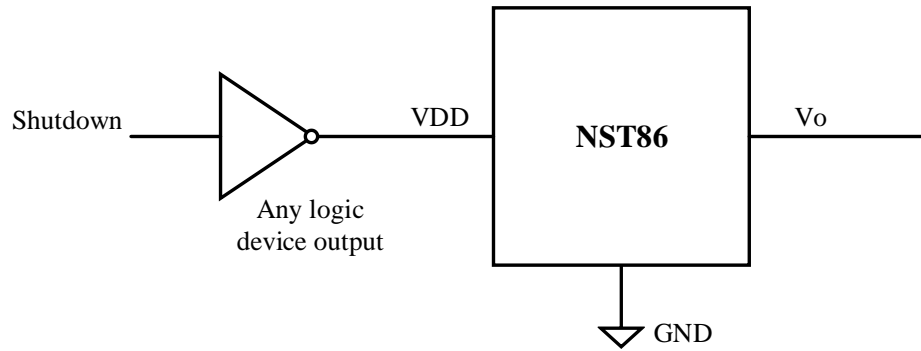 Shutdown
VDD
NST86
Vo
Any logic
device output
GND